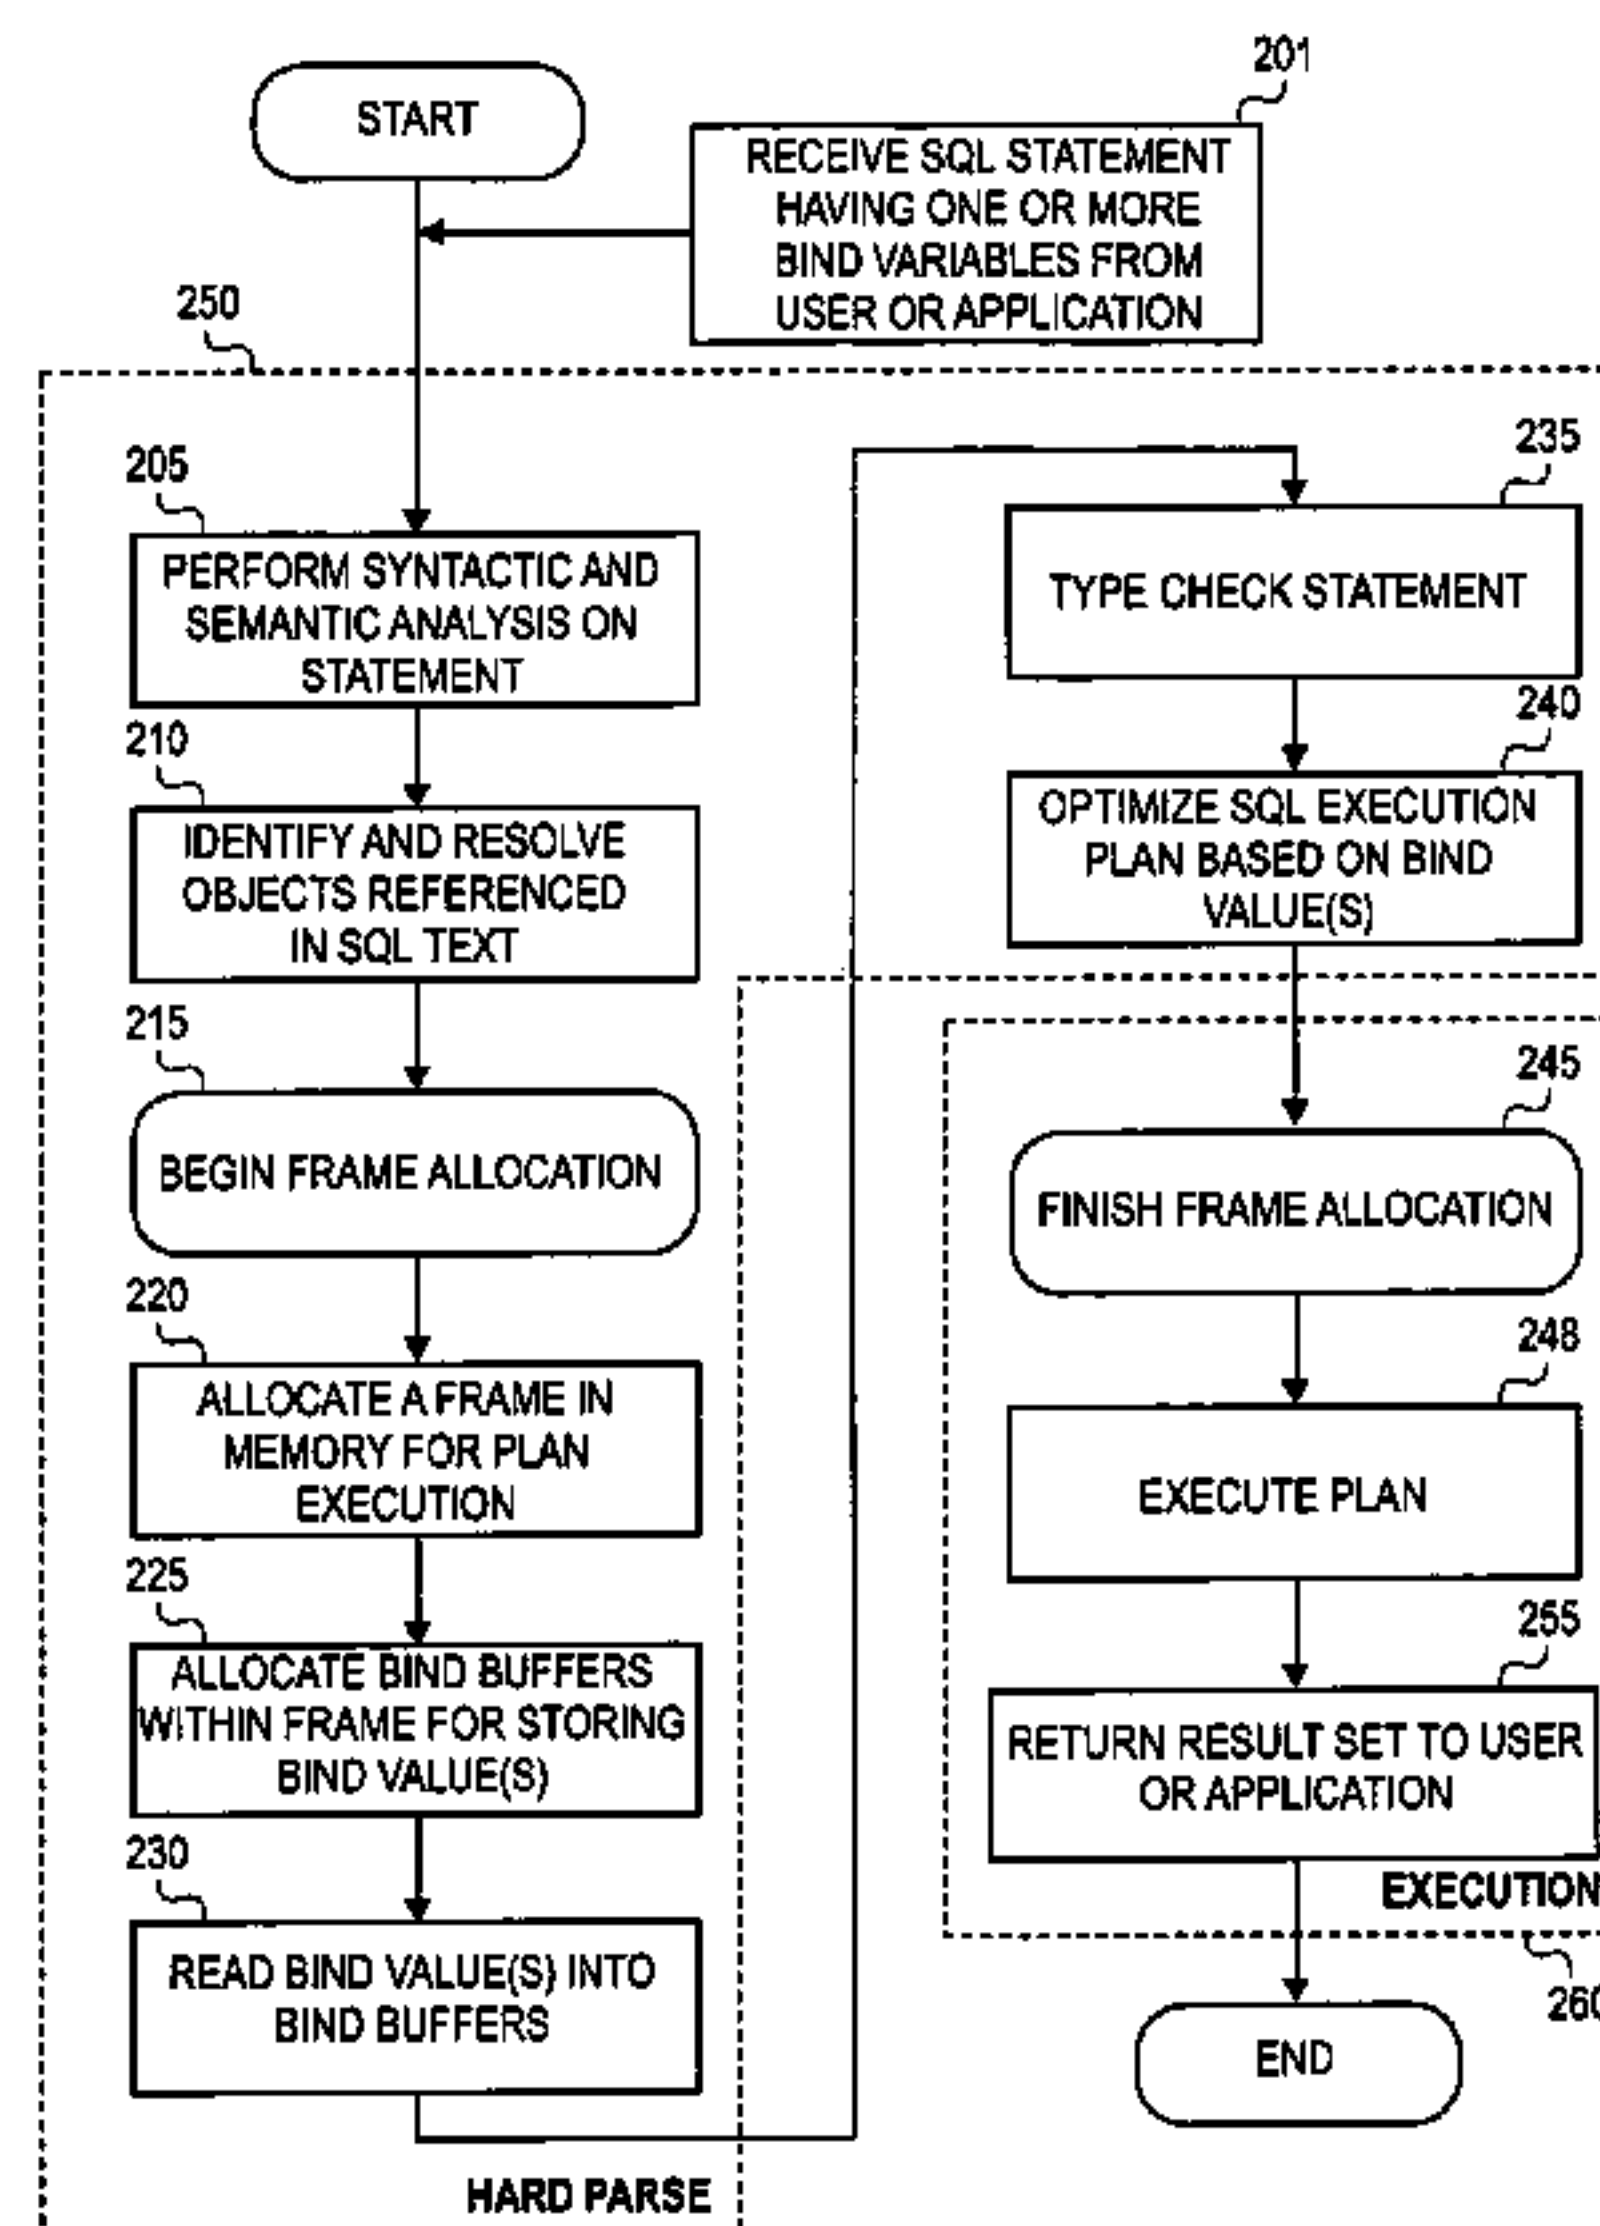 START
201
RECEIVE SQL STATEMENT
HAVING ONE OR MORE
BIND VARIABLES FROM
USER OR APPLICATION
250
205
PERFORM SYNTACTIC AND
SEMANTIC ANALYSIS ON
STATEMENT
210
IDENTIFY AND RESOLVE
OBJECTS REFERENCED
IN SQL TEXT
215
BEGIN FRAME ALLOCATION
220
ALLOCATE A FRAME IN
MEMORY FOR PLAN
EXECUTION
225
ALLOCATE BIND BUFFERS
WITHIN FRAME FOR STORING
BIND VALUE(S)
230
READ BIND VALUE(S) INTO
BIND BUFFERS
HARD PARSE
235
TYPE CHECK STATEMENT
240
OPTIMIZE SQL EXECUTION
PLAN BASED ON BIND
VALUE(S)
245
FINISH FRAME ALLOCATION
248
EXECUTE PLAN
255
RETURN RESULT SET TO USER
OR APPLICATION
EXECUTION
260
END